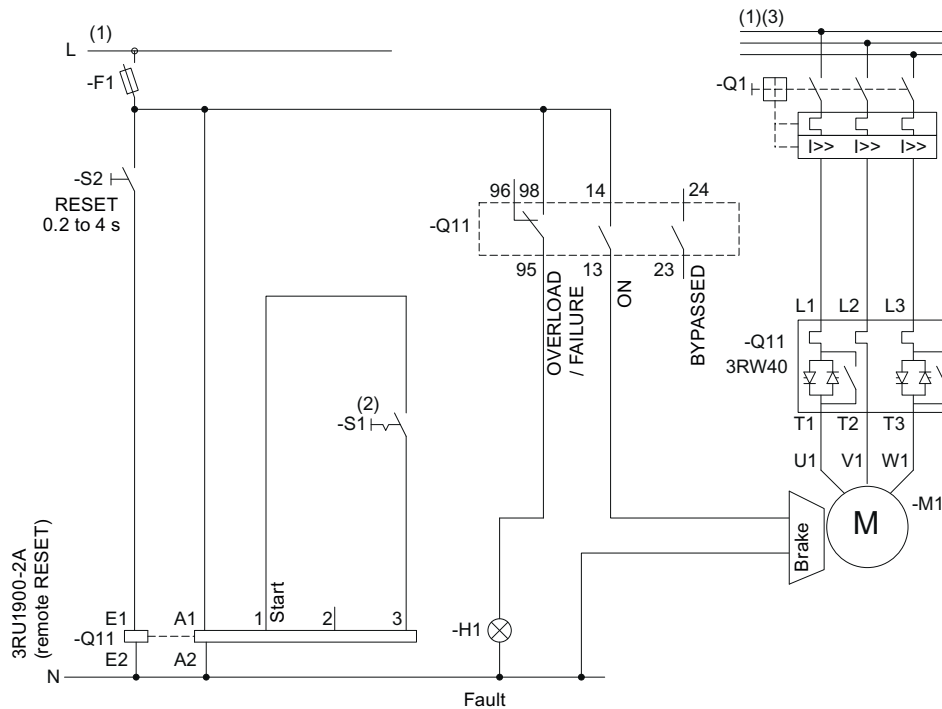 (1)
L
-F1
-S2
RESET
0.2 to 4 s
(1)(3)
-Q1
I>> I>> I>>
96 98 14 24
-Q11
95 13 23
OVERLOAD
/ FAILURE
ON
BYPASSED
L1 L2 L3
-Q11
3RW40
T1 T2 T3
U1 V1 W1
-M1
M
Brake
(2)
-S1
3RU1900-2A
(remote RESET)
E1 A1 1 Start 2 3
-Q11
E2 A2
-H1
N
Fault